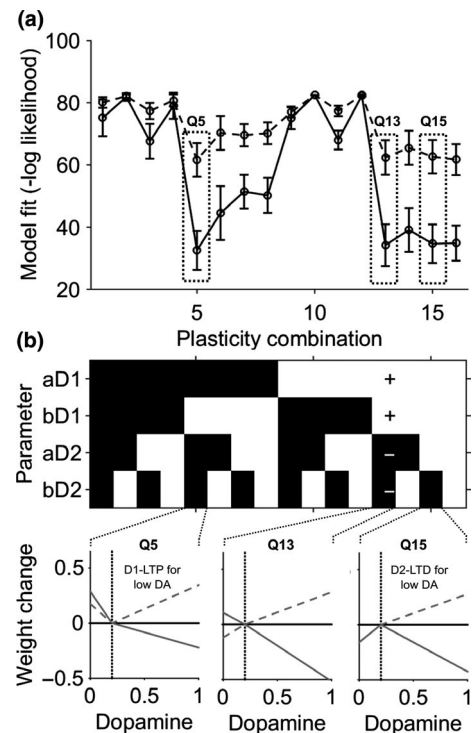 (a)
100
80
60
40
20
Model fit (-log likelihood)
Q5
Q13
Q15
5
10
15
Plasticity combination
(b)
Parameter
aD1
bD1
aD2
bD2
+
+
−
−
Q5
Q13
Q15
D1-LTP for
low DA
D2-LTD for
low DA
Weight change
0.5
0
−0.5
0 0.5 1
0 0.5 1
0 0.5 1
Dopamine
Dopamine
Dopamine